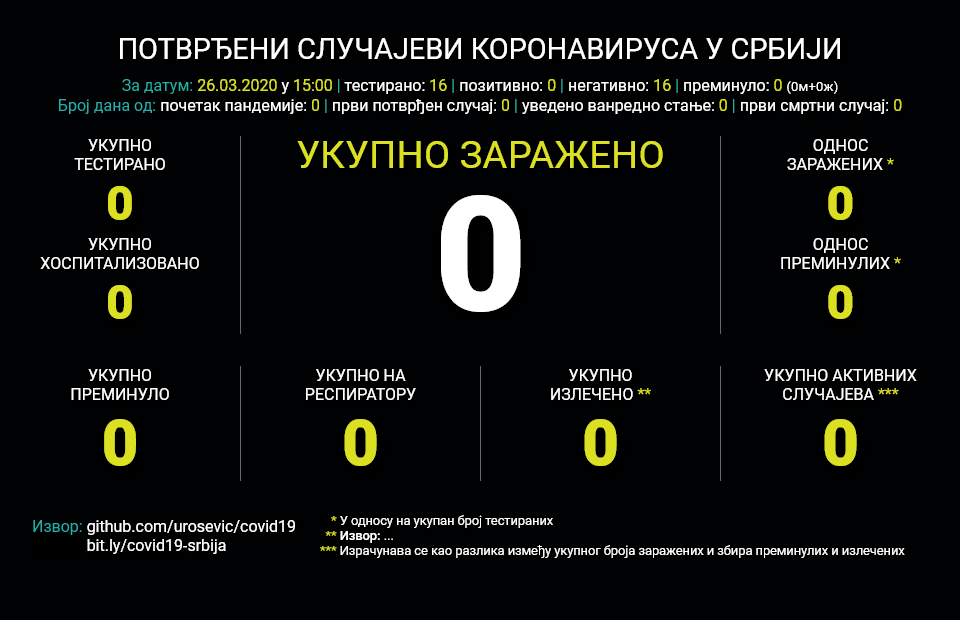 ПОТВРЂЕНИ СЛУЧАЈЕВИ КОРОНАВИРУСА У СРБИЈИ
За датум: 26.03.2020 у 15:00 | тестирано: 16 | позитивно: 0 | негативно: 16 | преминуло: 0 (0м+0ж)
Број дана од: почетак пандемије: 0 | први потврђен случај: 0 | уведено ванредно стање: 0 | први смртни случај: 0
УКУПНО
ТЕСТИРАНО
0
УКУПНО
ХОСПИТАЛИЗОВАНО
0
УКУПНО ЗАРАЖЕНО
0
ОДНОС
ЗАРАЖЕНИХ *
0
ОДНОС
ПРЕМИНУЛИХ *
0
УКУПНО
ПРЕМИНУЛО
0
УКУПНО НА
РЕСПИРАТОРУ
0
УКУПНО
ИЗЛЕЧЕНО **
0
УКУПНО АКТИВНИХ
СЛУЧАЈЕВА ***
0
Извор: github.com/urosevic/covid19
bit.ly/covid19-srbija
* У односу на укупан број тестираних
** Извор: ...
*** Израчунава се као разлика између укупног броја заражених и збира преминулих и излечених